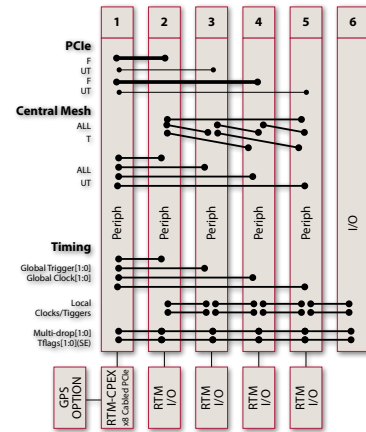 1 2 3 4 5 6
PCIe
F
UT
F
UT
Central Mesh
ALL
T
ALL
UT
Periph Periph Periph Periph Periph I/O
Timing
Global Trigger[1:0]
Global Clock[1:0]
Local
Clocks/Tiggers
Multi-drop[1:0]
Tflags[1:0](SE)
GPS
OPTION
RTM-CPEX
x8 Cabled PCIe
RTM
I/O
RTM
I/O
RTM
I/O
RTM
I/O